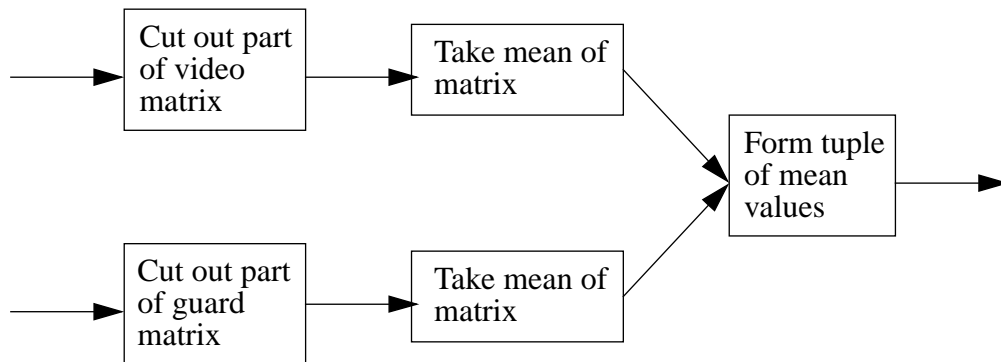 Cut out part
of video
matrix
Take mean of
matrix
Form tuple
of mean
values
Cut out part
of guard
matrix
Take mean of
matrix